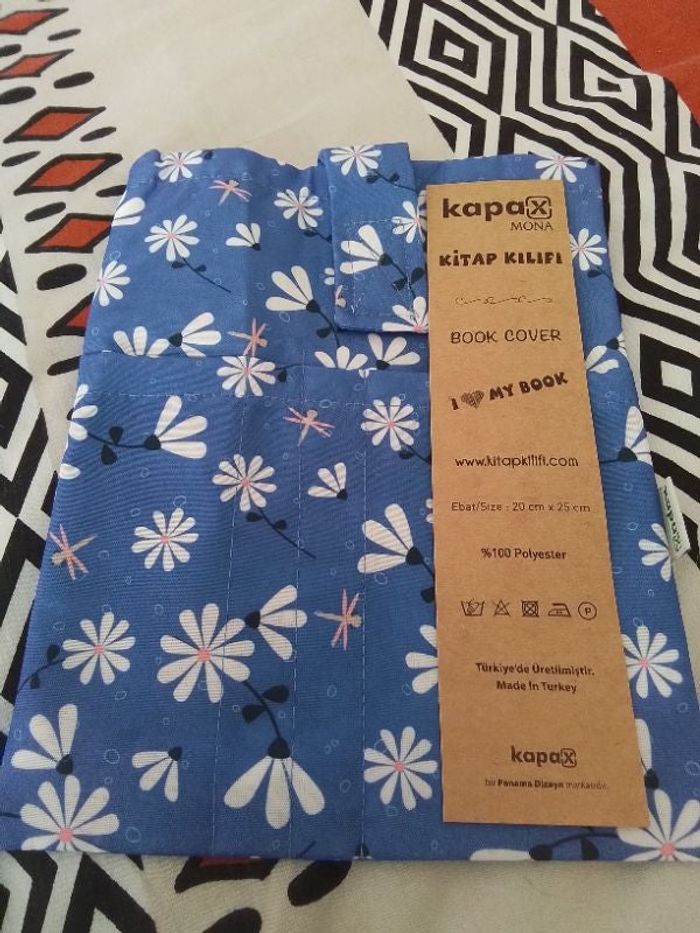 kapax
MONA
KİTAP KILIFI
BOOK COVER
I MY BOOK
www.kitapkilifi.com
Ebat/Size : 20 cm x 25 cm
%100 Polyester
P
Türkiye'de Üretilmiştir.
Made In Turkey
kapax
bir Panama Dizayn markasıdır.